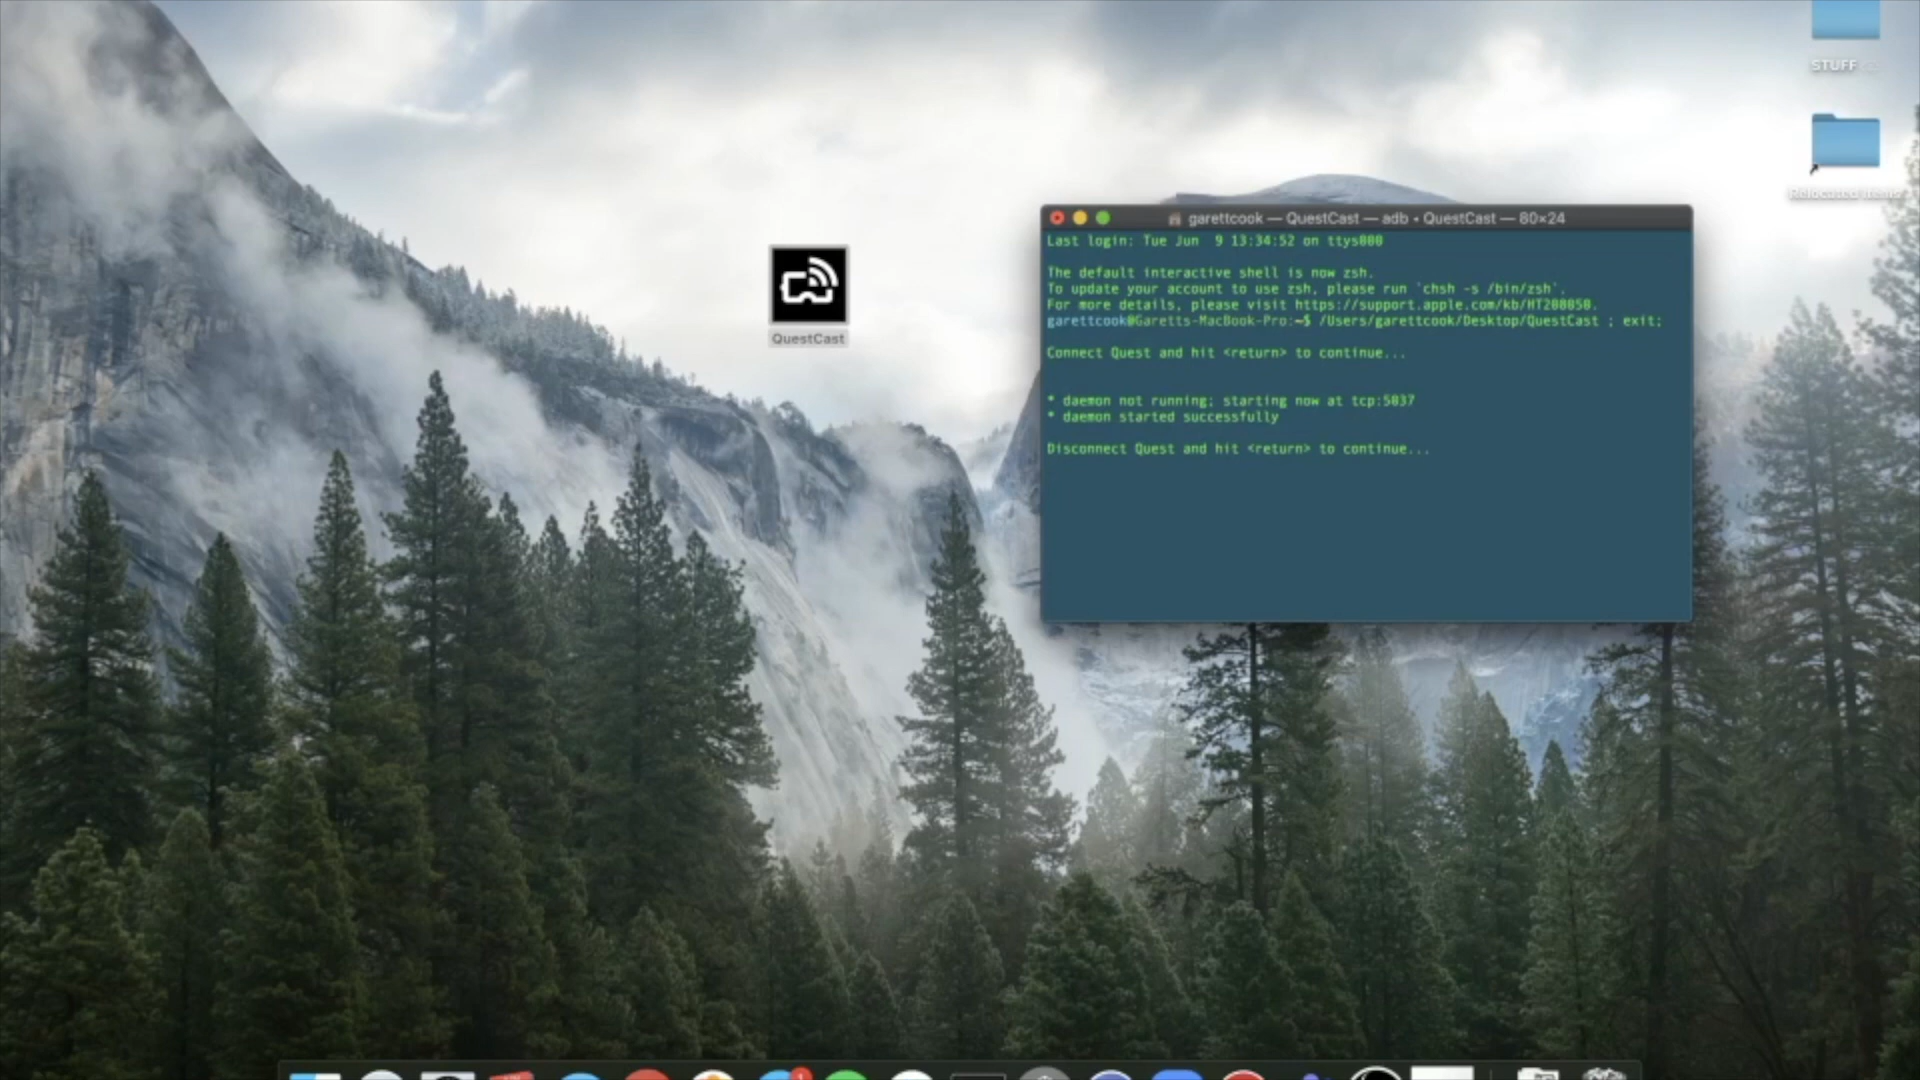 STUFF
Relocated Items
garettcook — QuestCast — adb • QuestCast — 80×24
Last login: Tue Jun  9 13:34:52 on ttys000
The default interactive shell is now zsh.
To update your account to use zsh, please run `chsh -s /bin/zsh`.
For more details, please visit https://support.apple.com/kb/HT208050.
garettcook@Garetts-MacBook-Pro:~$ /Users/garettcook/Desktop/QuestCast ; exit;
Connect Quest and hit <return> to continue...
* daemon not running; starting now at tcp:5037
* daemon started successfully
Disconnect Quest and hit <return> to continue...
QuestCast
1